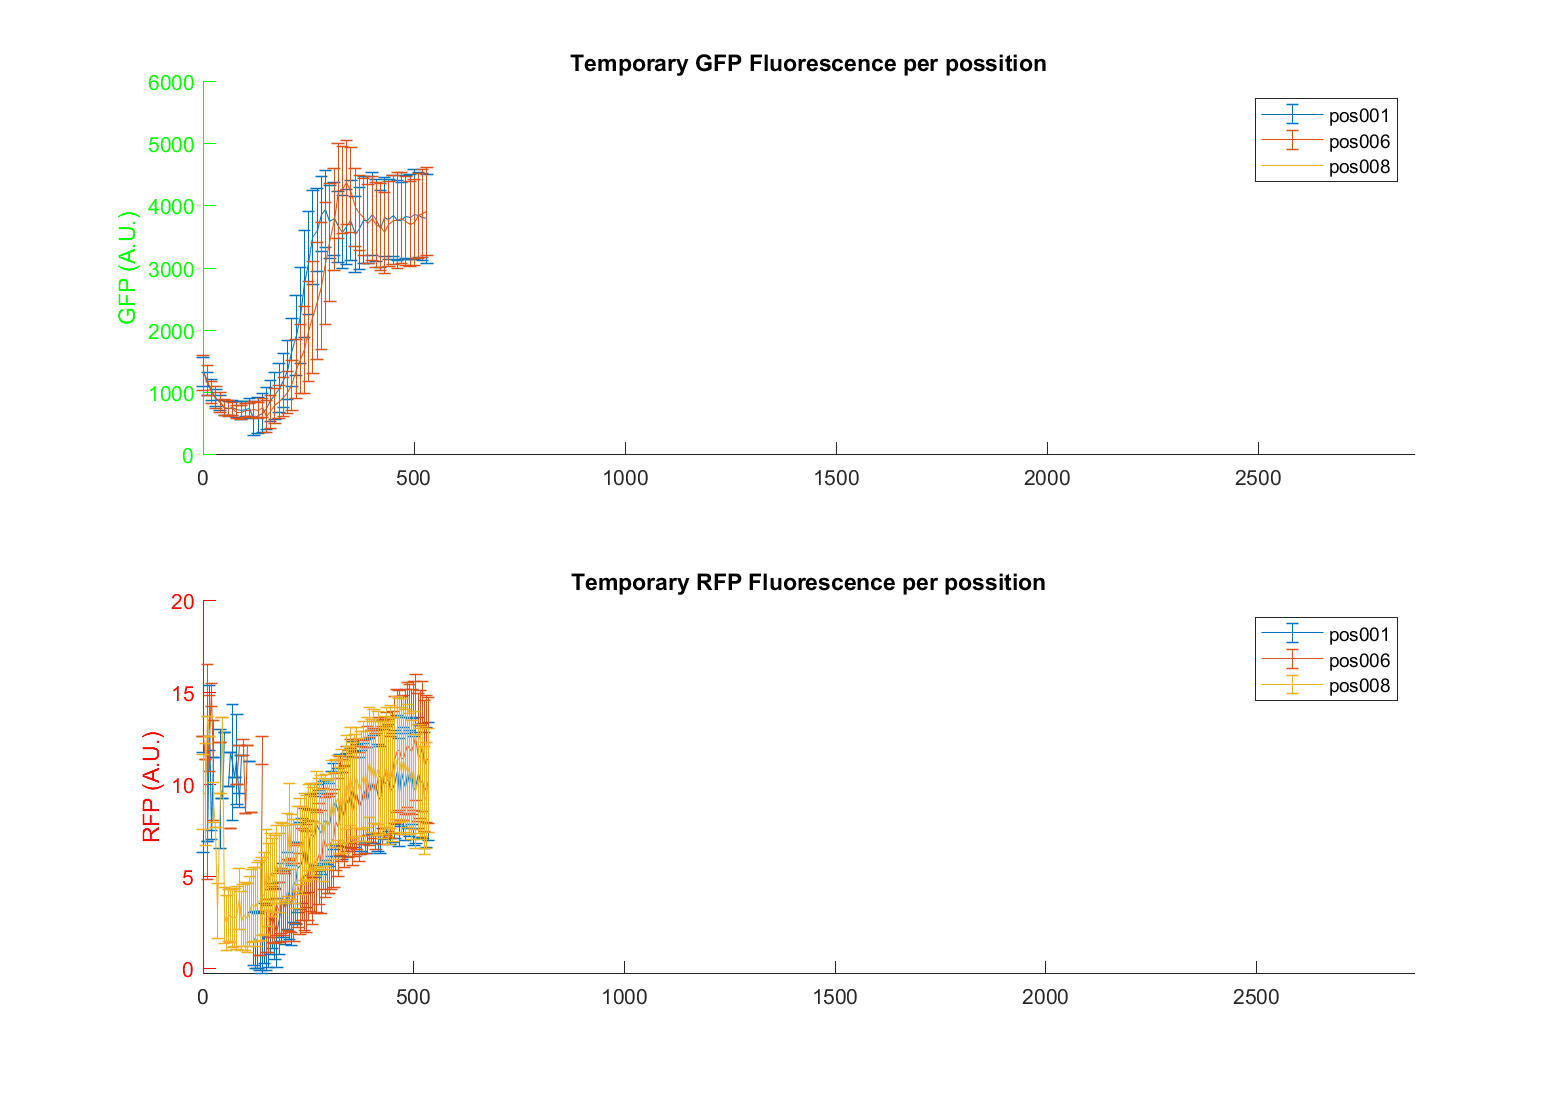 Temporary GFP Fluorescence per possition
6000
5000
4000
3000
2000
1000
0
GFP (A.U.)
pos001
pos006
pos008
0 500 1000 1500 2000 2500
Temporary RFP Fluorescence per possition
20
15
10
5
0
RFP (A.U.)
pos001
pos006
pos008
0 500 1000 1500 2000 2500